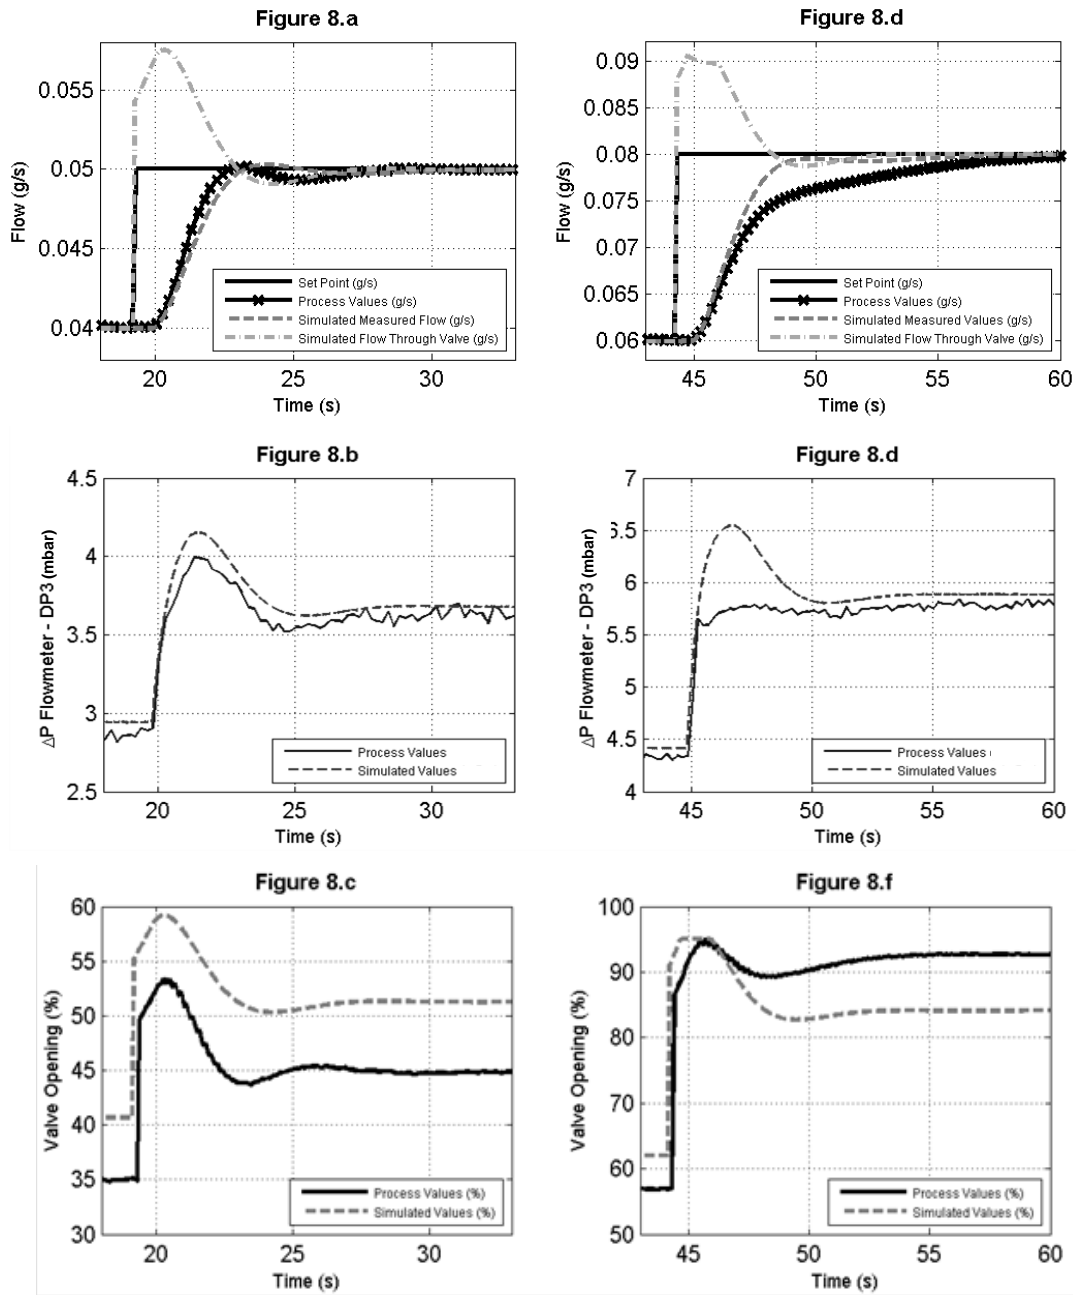 Figure 8.a
0.055
0.05
0.045
0.04
20
25
30
Flow (g/s)
Time (s)
Set Point (g/s)
Process Values (g/s)
Simulated Measured Flow (g/s)
Simulated Flow Through Valve (g/s)
Figure 8.d
0.09
0.085
0.08
0.075
0.07
0.065
0.06
45
50
55
60
Flow (g/s)
Time (s)
Set Point (g/s)
Process Values (g/s)
Simulated Measured Values (g/s)
Simulated Flow Through Valve (g/s)
Figure 8.b
4.5
4
3.5
3
2.5
20
25
30
ΔP Flowmeter - DP3 (mbar)
Time (s)
Process Values
Simulated Values
Figure 8.d
7
6.5
6
5.5
5
4.5
4
45
50
55
60
ΔP Flowmeter - DP3 (mbar)
Time (s)
Process Values
Simulated Values
Figure 8.c
60
55
50
45
40
35
30
20
25
30
Valve Opening (%)
Time (s)
Process Values (%)
Simulated Values (%)
Figure 8.f
100
90
80
70
60
50
45
50
55
60
Valve Opening (%)
Time (s)
Process Values (%)
Simulated Values (%)